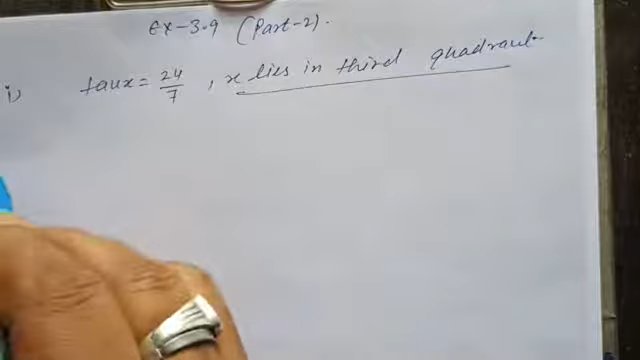 Ex-3.9 (Part-2).
i) tanx = 24/7 , x lies in third quadrant.